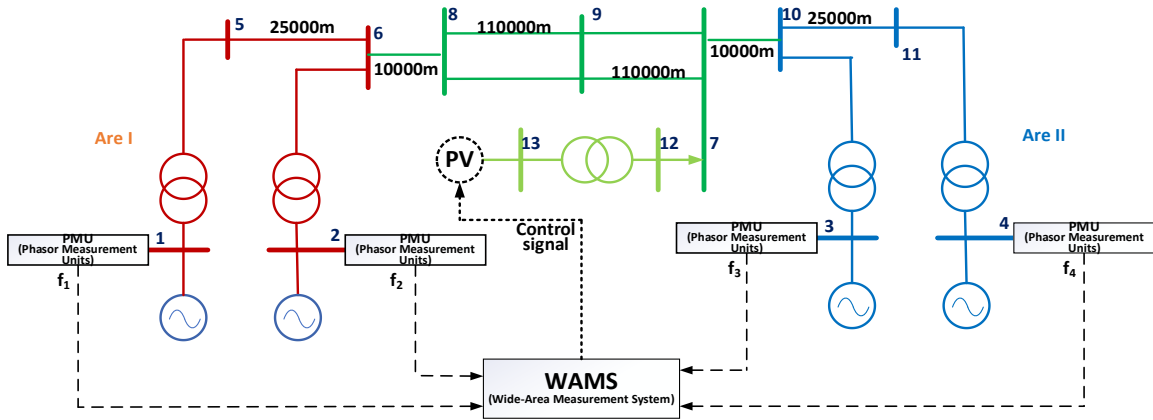 5
25000m
6
10000m
8
110000m
9
110000m
10000m
10
25000m
11
Are I
Are II
PV
13
12
7
PMU
(Phasor Measurement
Units)
1
2
PMU
(Phasor Measurement
Units)
PMU
(Phasor Measurement
Units)
3
4
PMU
(Phasor Measurement
Units)
Control
signal
f1
f2
f3
f4
WAMS
(Wide-Area Measurement System)